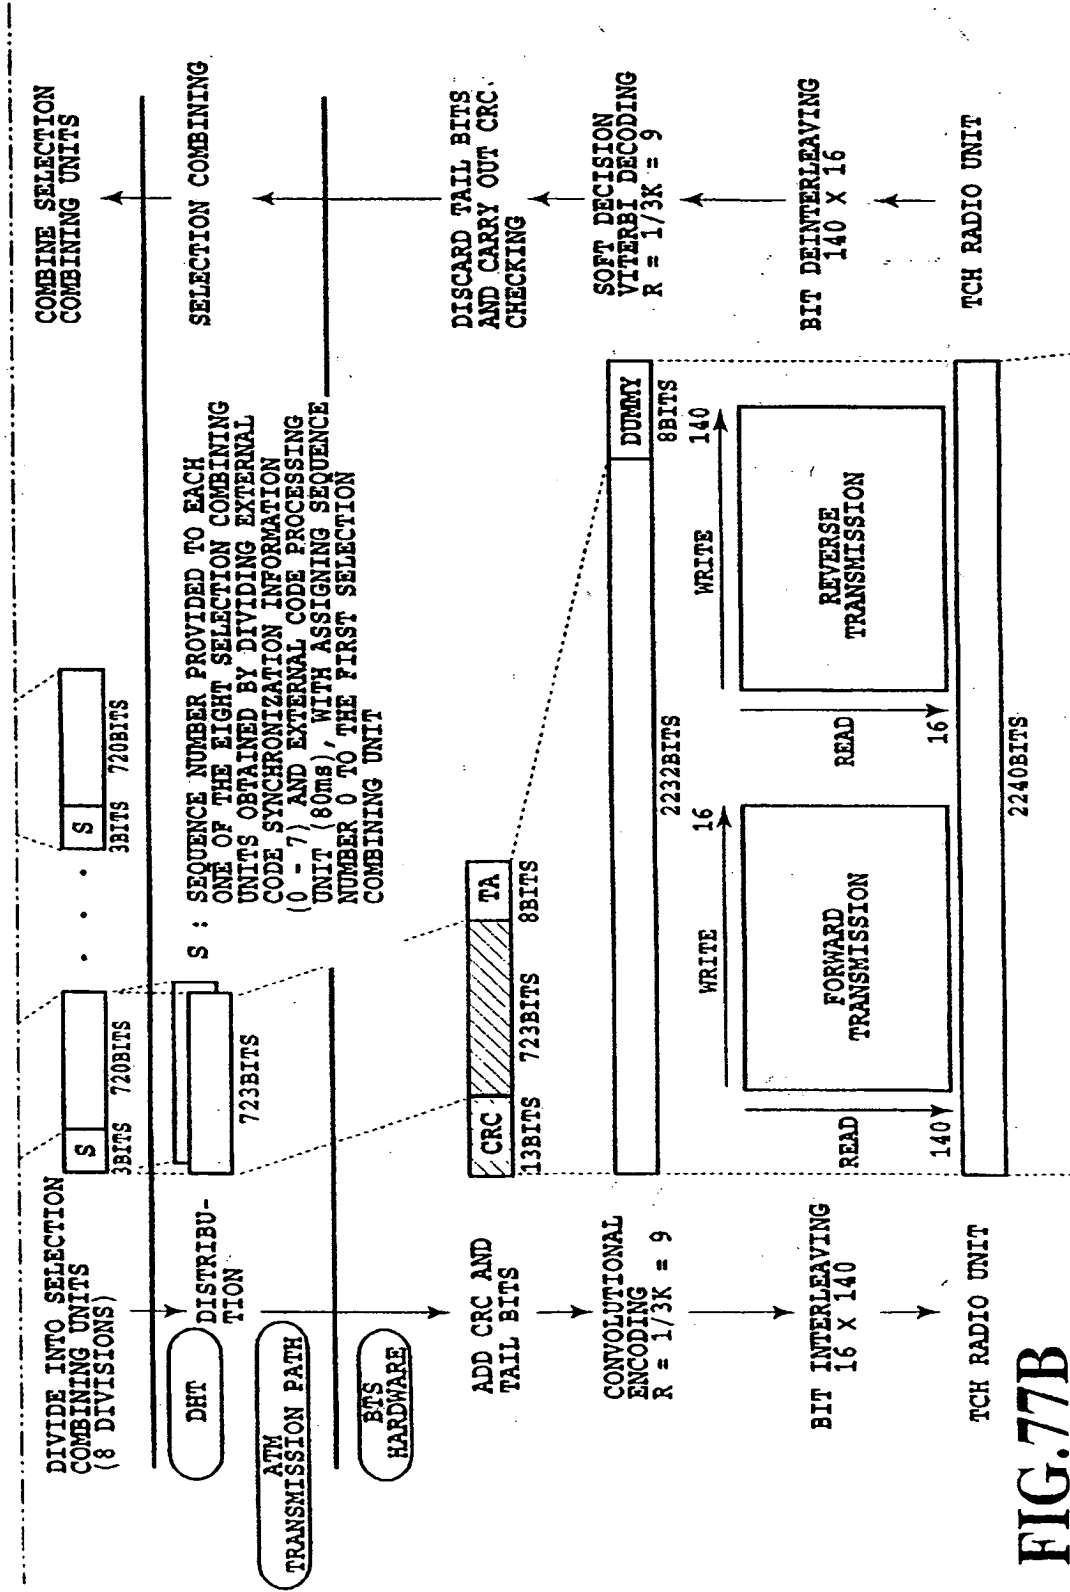 DIVIDE INTO SELECTION
COMBINING UNITS
(8 DIVISIONS)
S
3BITS
720BITS
S
3BITS
720BITS
COMBINE SELECTION
COMBINING UNITS
DHT
DISTRIBU-
TION
723BITS
S : SEQUENCE NUMBER PROVIDED TO EACH
ONE OF THE EIGHT SELECTION COMBINING
UNITS OBTAINED BY DIVIDING EXTERNAL
CODE SYNCHRONIZATION INFORMATION
(0 - 7) AND EXTERNAL CODE PROCESSING
UNIT (80ms), WITH ASSIGNING SEQUENCE
NUMBER 0 TO THE FIRST SELECTION
COMBINING UNIT
SELECTION COMBINING
ATM
TRANSMISSION PATH
BTS
HARDWARE
ADD CRC AND
TAIL BITS
CRC
TA
13BITS
723BITS
8BITS
DISCARD TAIL BITS
AND CARRY OUT CRC
CHECKING
CONVOLUTIONAL
ENCODING
R = 1/3K = 9
DUMMY
2232BITS
8BITS
SOFT DECISION
VITERBI DECODING
R = 1/3K = 9
BIT INTERLEAVING
16 X 140
WRITE
16
READ
140
FORWARD
TRANSMISSION
WRITE
140
READ
16
REVERSE
TRANSMISSION
BIT DEINTERLEAVING
140 X 16
TCH RADIO UNIT
2240BITS
TCH RADIO UNIT
FIG.77B